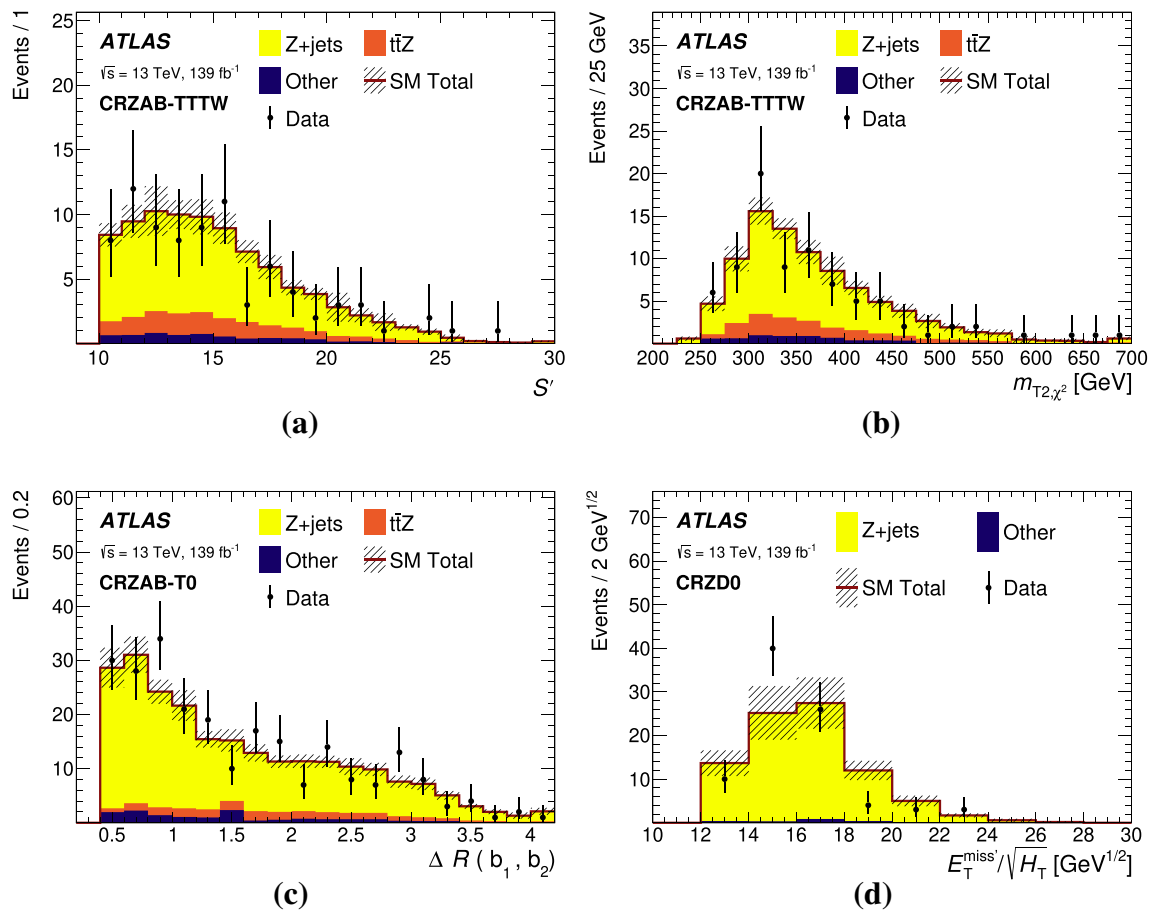 Events / 1
25
20
15
10
5
ATLAS
√s = 13 TeV, 139 fb⁻¹
CRZAB-TTTW
Z+jets
tt̄Z
Other
SM Total
Data
10 15 20 25 30
S′
(a)
Events / 25 GeV
35
30
25
20
15
10
5
ATLAS
√s = 13 TeV, 139 fb⁻¹
CRZAB-TTTW
Z+jets
tt̄Z
Other
SM Total
Data
200 250 300 350 400 450 500 550 600 650 700
m_T2,χ² [GeV]
(b)
Events / 0.2
60
50
40
30
20
10
ATLAS
√s = 13 TeV, 139 fb⁻¹
CRZAB-T0
Z+jets
tt̄Z
Other
SM Total
Data
0.5 1 1.5 2 2.5 3 3.5 4
Δ R ( b₁ , b₂ )
(c)
Events / 2 GeV^1/2
70
60
50
40
30
20
10
ATLAS
√s = 13 TeV, 139 fb⁻¹
CRZD0
Z+jets
Other
SM Total
Data
10 12 14 16 18 20 22 24 26 28 30
E_T^miss′/√H_T [GeV^1/2]
(d)